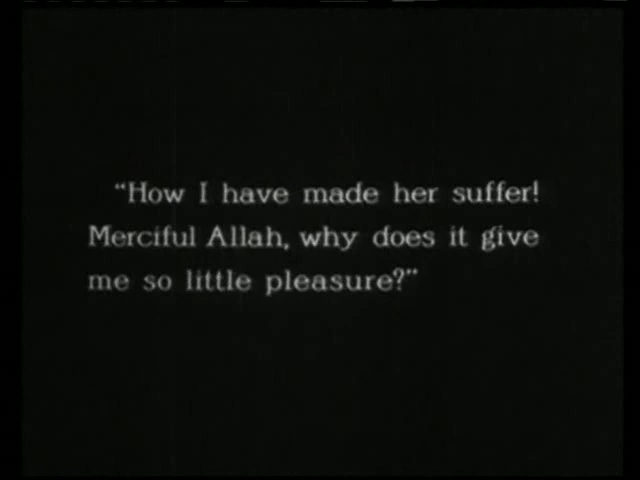 “How I have made her suffer!
Merciful Allah, why does it give
me so little pleasure?”